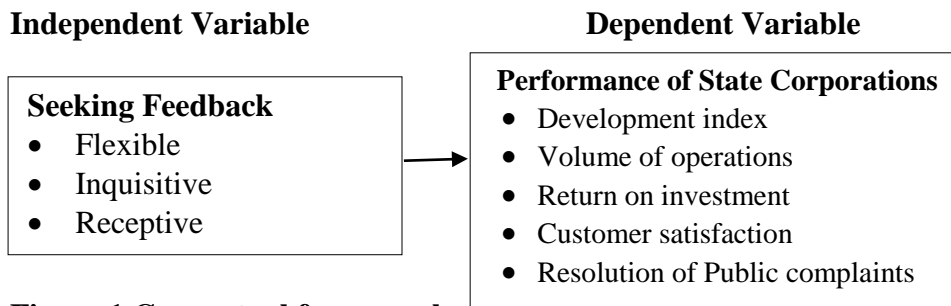 Independent Variable
Dependent Variable
Seeking Feedback
• Flexible
• Inquisitive
• Receptive
Performance of State Corporations
• Development index
• Volume of operations
• Return on investment
• Customer satisfaction
• Resolution of Public complaints